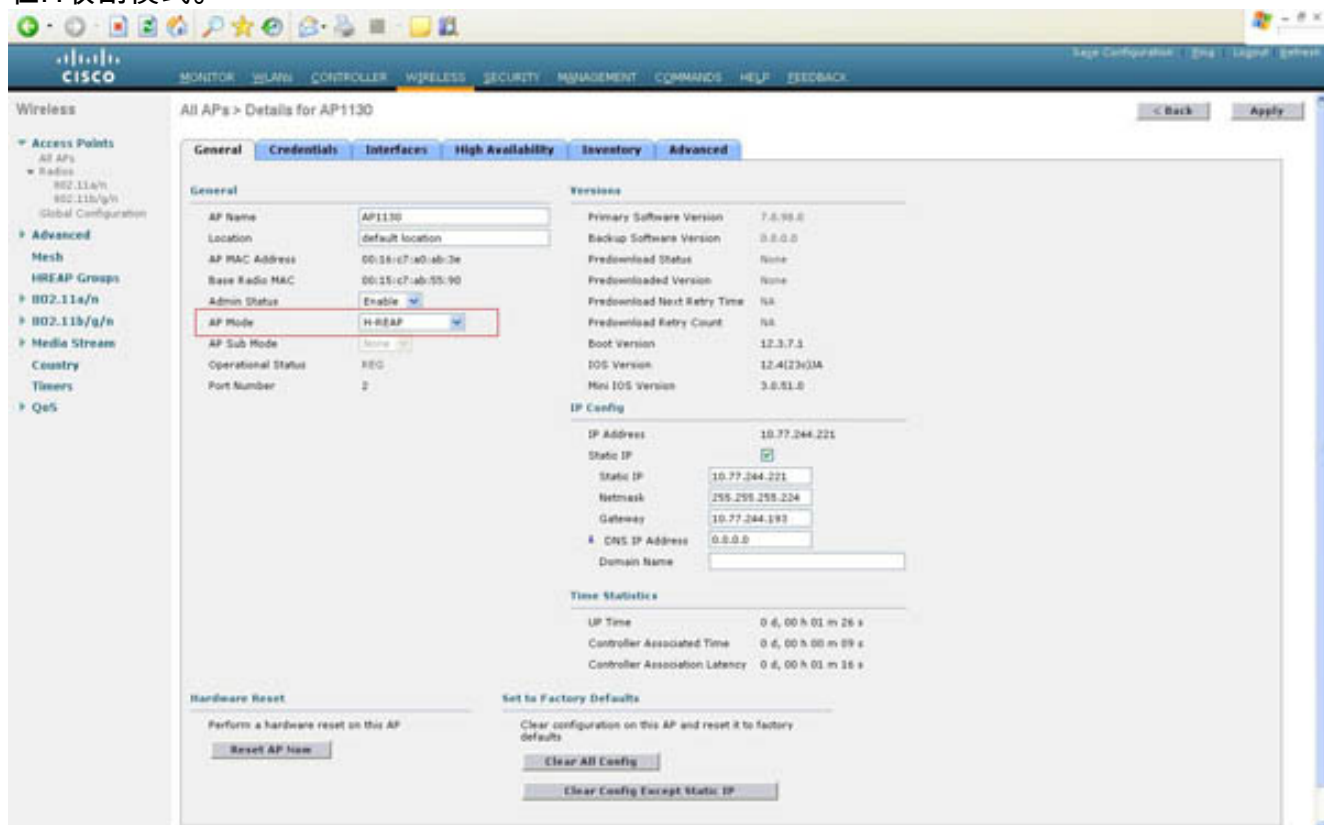 在H收割模式。
CISCO
MONITOR WLANs CONTROLLER WIRELESS SECURITY MANAGEMENT COMMANDS HELP FEEDBACK
Save Configuration Ping Logout Refresh
Wireless
All APs > Details for AP1130
< Back Apply
Access Points
All APs
Radios
802.11a/n
802.11b/g/n
Global Configuration
Advanced
Mesh
HREAP Groups
802.11a/n
802.11b/g/n
Media Stream
Country
Timers
QoS
General Credentials Interfaces High Availability Inventory Advanced
General
AP Name AP1130
Location default location
AP MAC Address 00:16:c7:a0:ab:3e
Base Radio MAC 00:15:c7:ab:55:90
Admin Status Enable
AP Mode H-REAP
AP Sub Mode None
Operational Status REG
Port Number 2
Versions
Primary Software Version 7.0.98.0
Backup Software Version 0.0.0.0
Predownload Status None
Predownloaded Version None
Predownload Next Retry Time NA
Predownload Retry Count NA
Boot Version 12.3.7.1
IOS Version 12.4(23c)JA
Mini IOS Version 3.0.51.0
IP Config
IP Address 10.77.244.221
Static IP
Static IP 10.77.244.221
Netmask 255.255.255.224
Gateway 10.77.244.193
DNS IP Address 0.0.0.0
Domain Name
Time Statistics
UP Time 0 d, 00 h 01 m 26 s
Controller Associated Time 0 d, 00 h 00 m 09 s
Controller Association Latency 0 d, 00 h 01 m 16 s
Hardware Reset
Perform a hardware reset on this AP
Reset AP Now
Set to Factory Defaults
Clear configuration on this AP and reset it to factory
defaults
Clear All Config
Clear Config Except Static IP